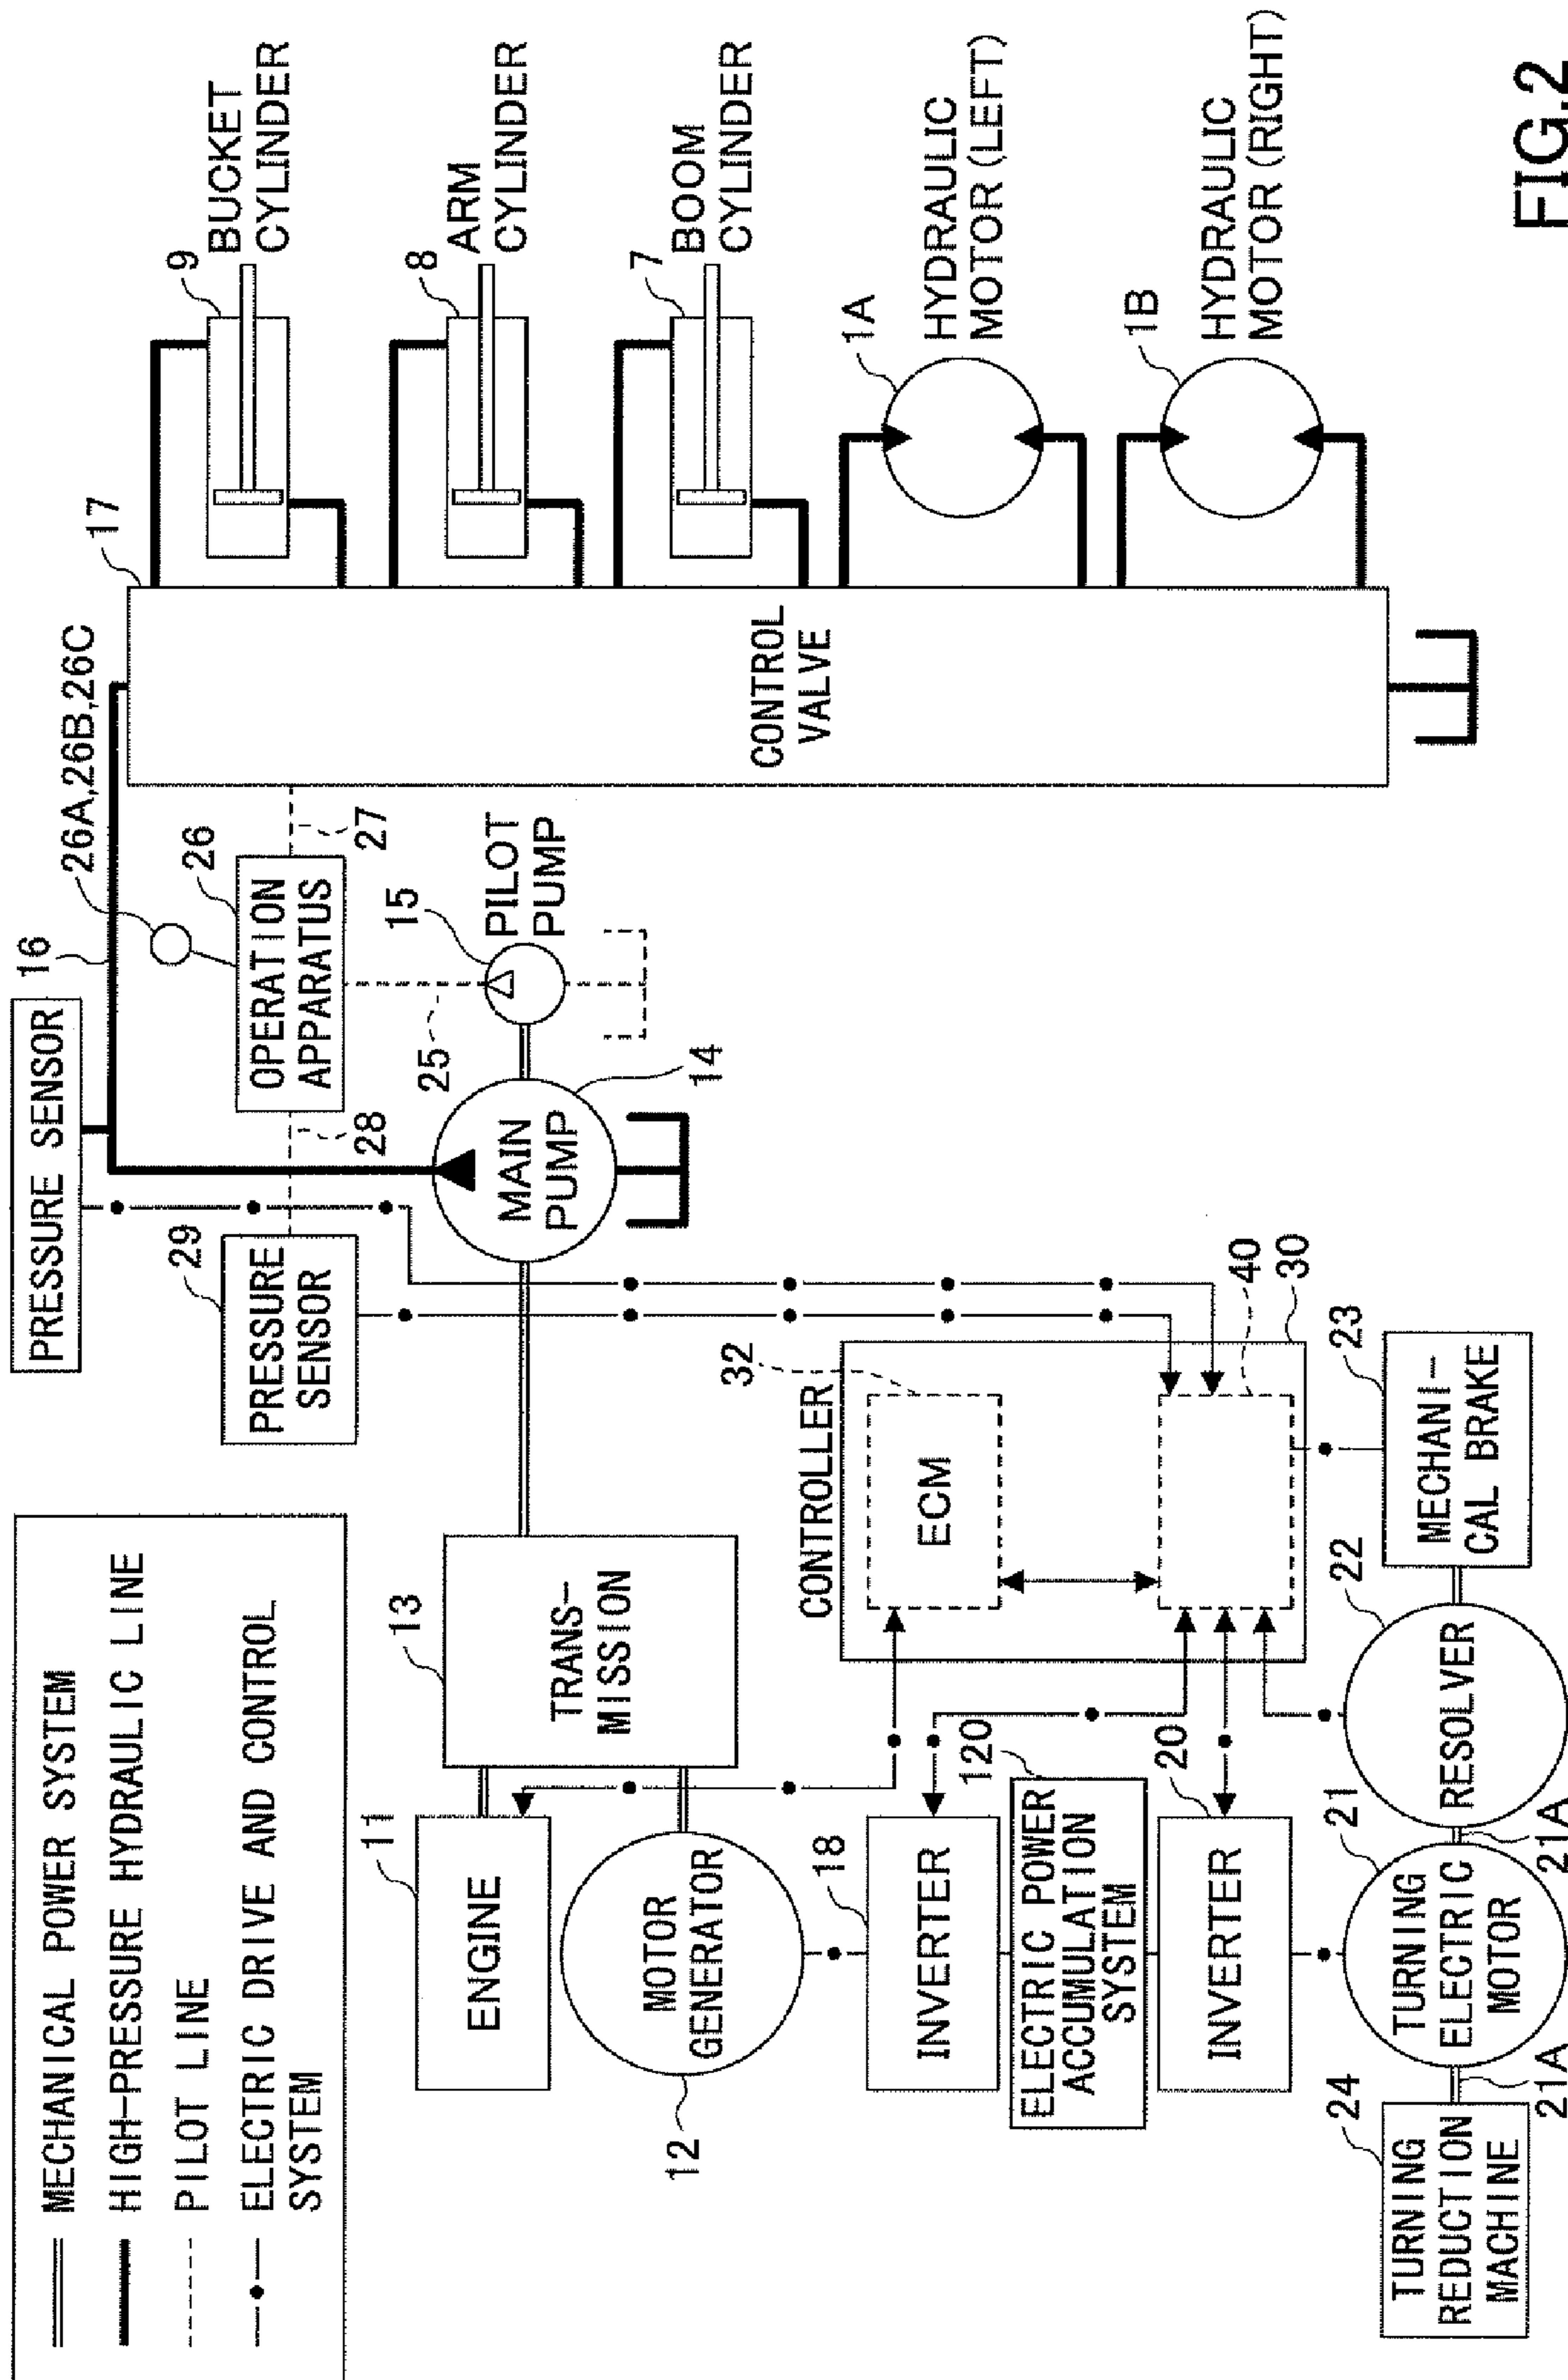 MECHANICAL POWER SYSTEM
HIGH-PRESSURE HYDRAULIC LINE
PILOT LINE
ELECTRIC DRIVE AND CONTROL
SYSTEM
PRESSURE SENSOR
16
26A,26B,26C
17
29
PRESSURE
SENSOR
28
26
OPERATION
APPARATUS
27
25
15
PILOT
PUMP
MAIN
PUMP
14
13
TRANS-
MISSION
11
ENGINE
MOTOR
GENERATOR
12
18
INVERTER
ELECTRIC POWER
ACCUMULATION
SYSTEM
120
20
INVERTER
CONTROLLER
32
ECM
40
30
24
TURNING
REDUCTION
MACHINE
21A
21
TURNING
ELECTRIC
MOTOR
21A
22
RESOLVER
23
MECHANI-
CAL BRAKE
CONTROL
VALVE
9
BUCKET
CYLINDER
8
ARM
CYLINDER
7
BOOM
CYLINDER
1A
HYDRAULIC
MOTOR (LEFT)
1B
HYDRAULIC
MOTOR (RIGHT)
FIG.2